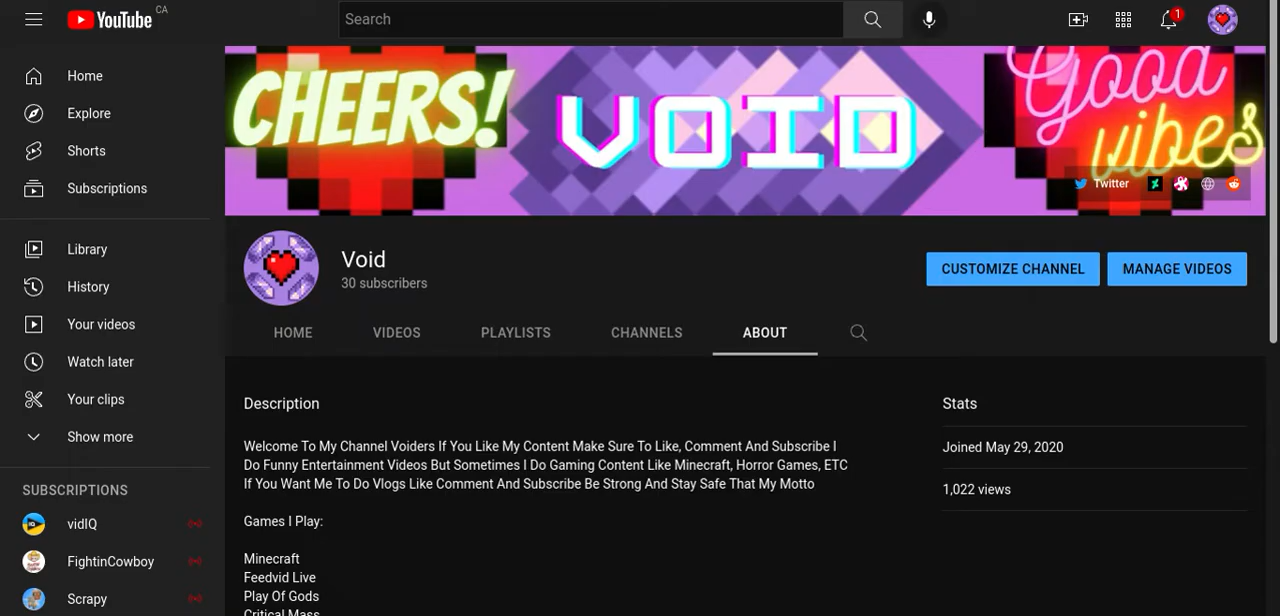 YouTube CA
Search
1
Home
Explore
Shorts
Subscriptions
Library
History
Your videos
Watch later
Your clips
Show more
SUBSCRIPTIONS
vidIQ
FightinCowboy
Scrapy
CHEERS!
VOID
Good
vibes
Twitter
Void
30 subscribers
CUSTOMIZE CHANNEL
MANAGE VIDEOS
HOME VIDEOS PLAYLISTS CHANNELS ABOUT
Description
Welcome To My Channel Voiders If You Like My Content Make Sure To Like, Comment And Subscribe I
Do Funny Entertainment Videos But Sometimes I Do Gaming Content Like Minecraft, Horror Games, ETC
If You Want Me To Do Vlogs Like Comment And Subscribe Be Strong And Stay Safe That My Motto
Games I Play:
Minecraft
Feedvid Live
Play Of Gods
Critical Mass
Stats
Joined May 29, 2020
1,022 views